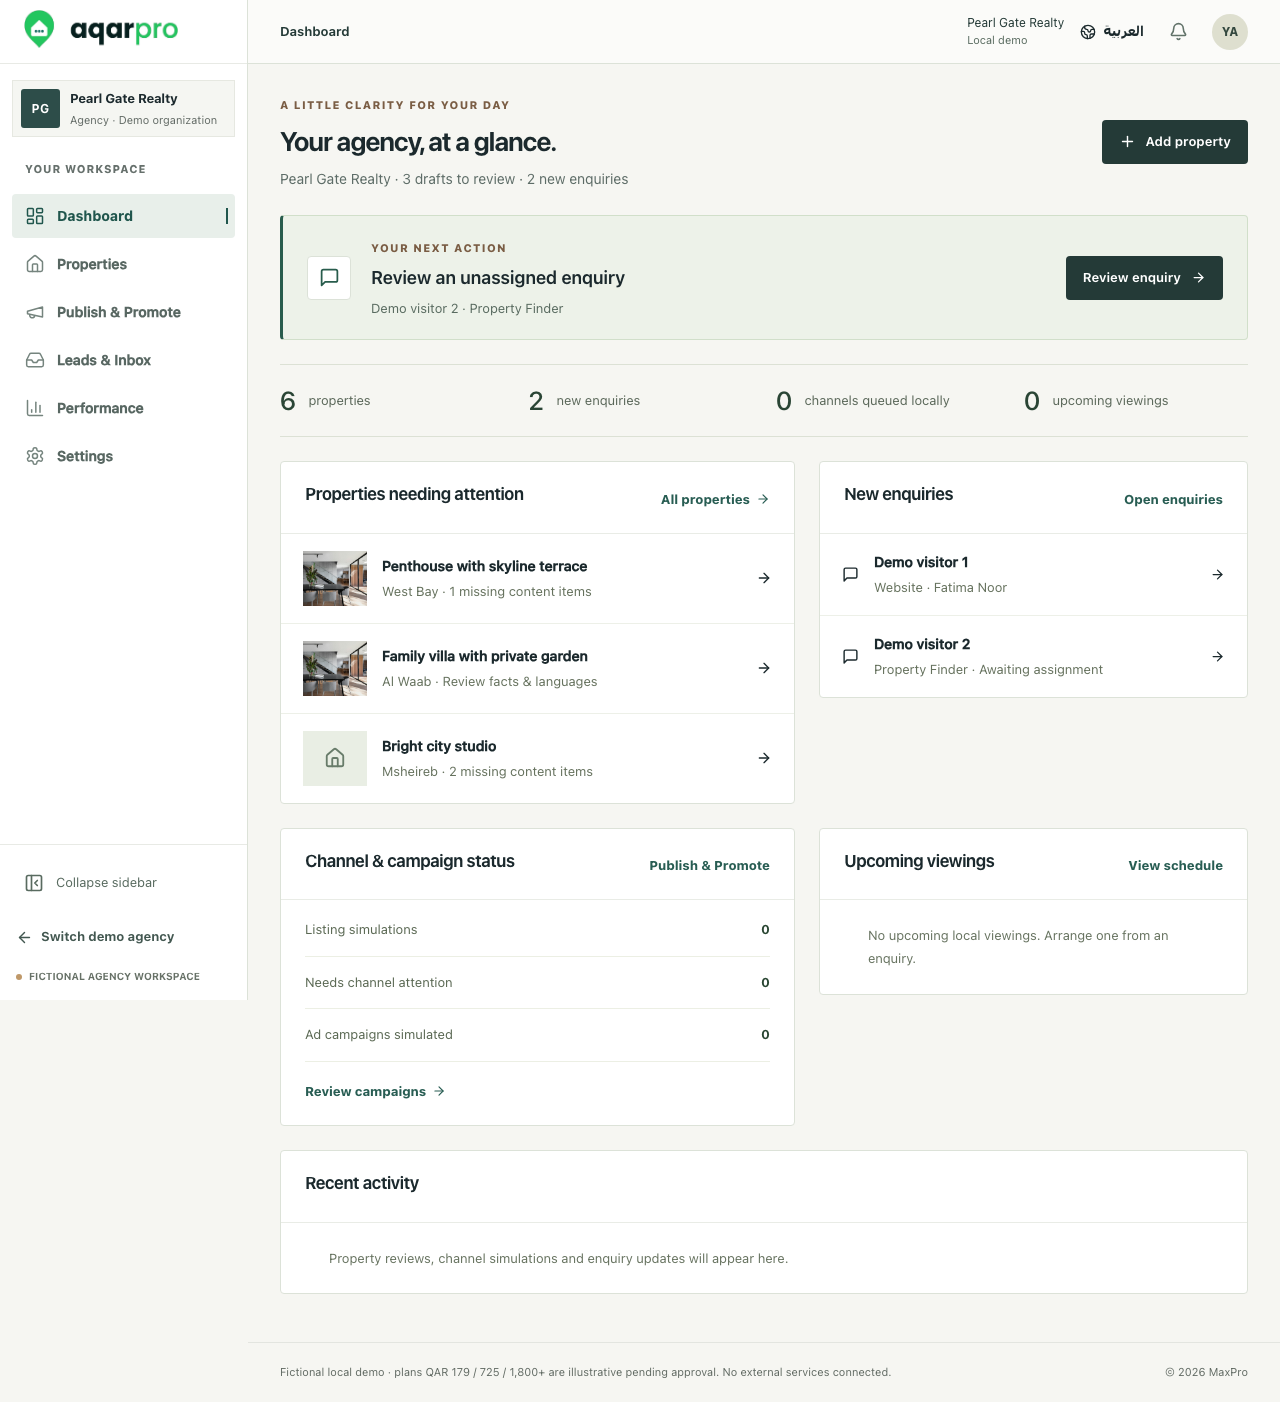 aqarpro
Dashboard
Pearl Gate Realty
Local demo
العربية
YA
PG
Pearl Gate Realty
Agency · Demo organization
YOUR WORKSPACE
Dashboard
Properties
Publish & Promote
Leads & Inbox
Performance
Settings
Collapse sidebar
Switch demo agency
FICTIONAL AGENCY WORKSPACE
A LITTLE CLARITY FOR YOUR DAY
Your agency, at a glance.
Pearl Gate Realty · 3 drafts to review · 2 new enquiries
Add property
YOUR NEXT ACTION
Review an unassigned enquiry
Demo visitor 2 · Property Finder
Review enquiry
6 properties
2 new enquiries
0 channels queued locally
0 upcoming viewings
Properties needing attention
All properties
Penthouse with skyline terrace
West Bay · 1 missing content items
Family villa with private garden
Al Waab · Review facts & languages
Bright city studio
Msheireb · 2 missing content items
New enquiries
Open enquiries
Demo visitor 1
Website · Fatima Noor
Demo visitor 2
Property Finder · Awaiting assignment
Channel & campaign status
Publish & Promote
Listing simulations 0
Needs channel attention 0
Ad campaigns simulated 0
Review campaigns
Upcoming viewings
View schedule
No upcoming local viewings. Arrange one from an
enquiry.
Recent activity
Property reviews, channel simulations and enquiry updates will appear here.
Fictional local demo · plans QAR 179 / 725 / 1,800+ are illustrative pending approval. No external services connected.
© 2026 MaxPro